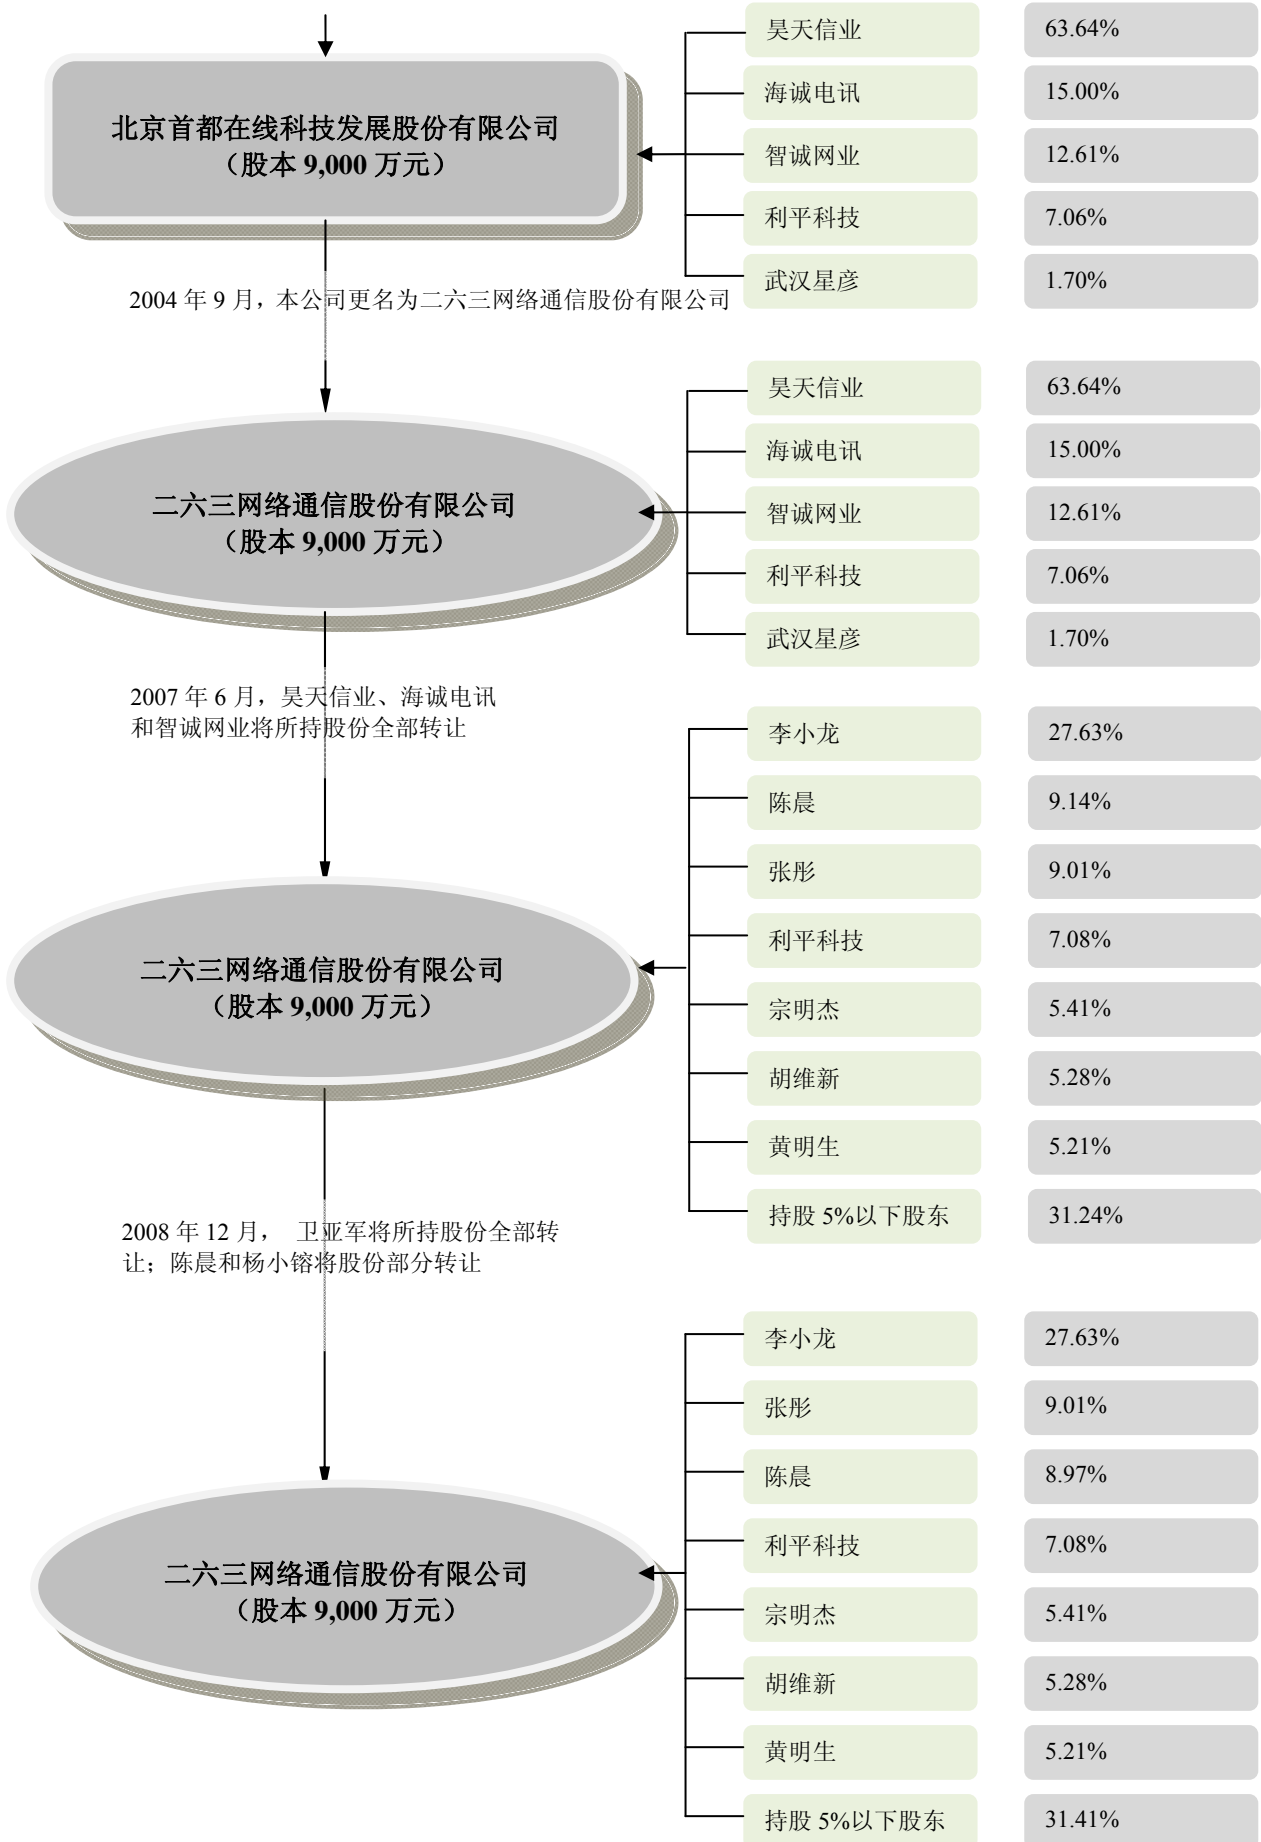 北京首都在线科技发展股份有限公司
（股本 9,000 万元）
昊天信业 63.64%
海诚电讯 15.00%
智诚网业 12.61%
利平科技 7.06%
武汉星彦 1.70%
2004 年 9 月，本公司更名为二六三网络通信股份有限公司
二六三网络通信股份有限公司
（股本 9,000 万元）
昊天信业 63.64%
海诚电讯 15.00%
智诚网业 12.61%
利平科技 7.06%
武汉星彦 1.70%
2007 年 6 月，昊天信业、海诚电讯
和智诚网业将所持股份全部转让
二六三网络通信股份有限公司
（股本 9,000 万元）
李小龙 27.63%
陈晨 9.14%
张彤 9.01%
利平科技 7.08%
宗明杰 5.41%
胡维新 5.28%
黄明生 5.21%
持股 5%以下股东 31.24%
2008 年 12 月， 卫亚军将所持股份全部转
让；陈晨和杨小镕将股份部分转让
二六三网络通信股份有限公司
（股本 9,000 万元）
李小龙 27.63%
张彤 9.01%
陈晨 8.97%
利平科技 7.08%
宗明杰 5.41%
胡维新 5.28%
黄明生 5.21%
持股 5%以下股东 31.41%